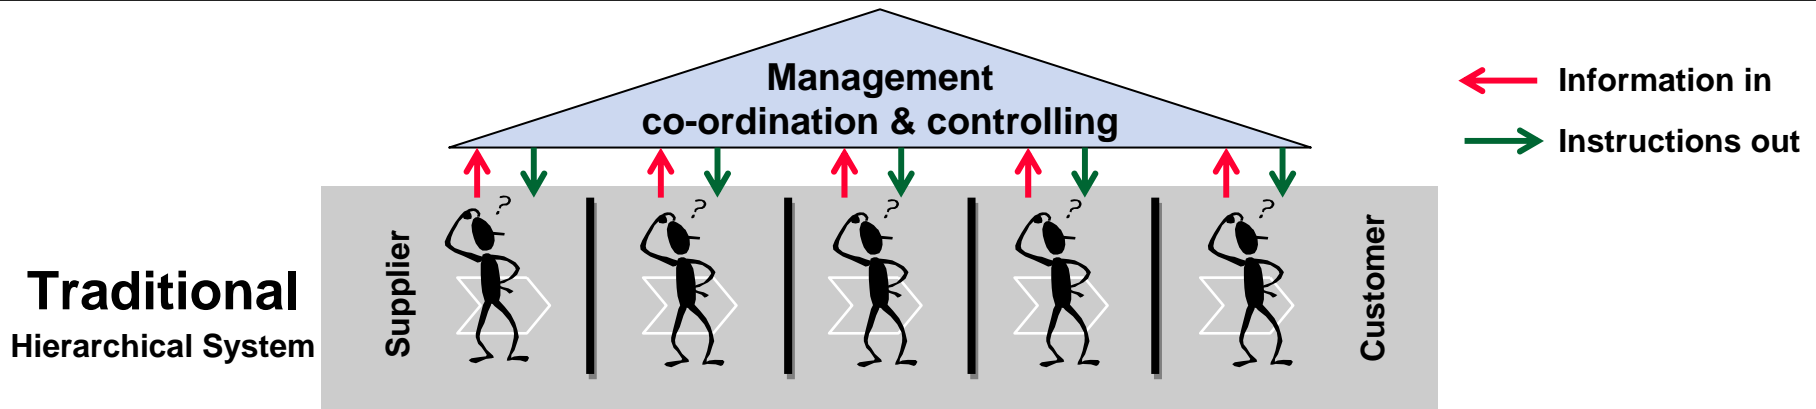 Management
co-ordination & controlling
Information in
Instructions out
? ? ? ? ?
Supplier
Customer
Traditional
Hierarchical System